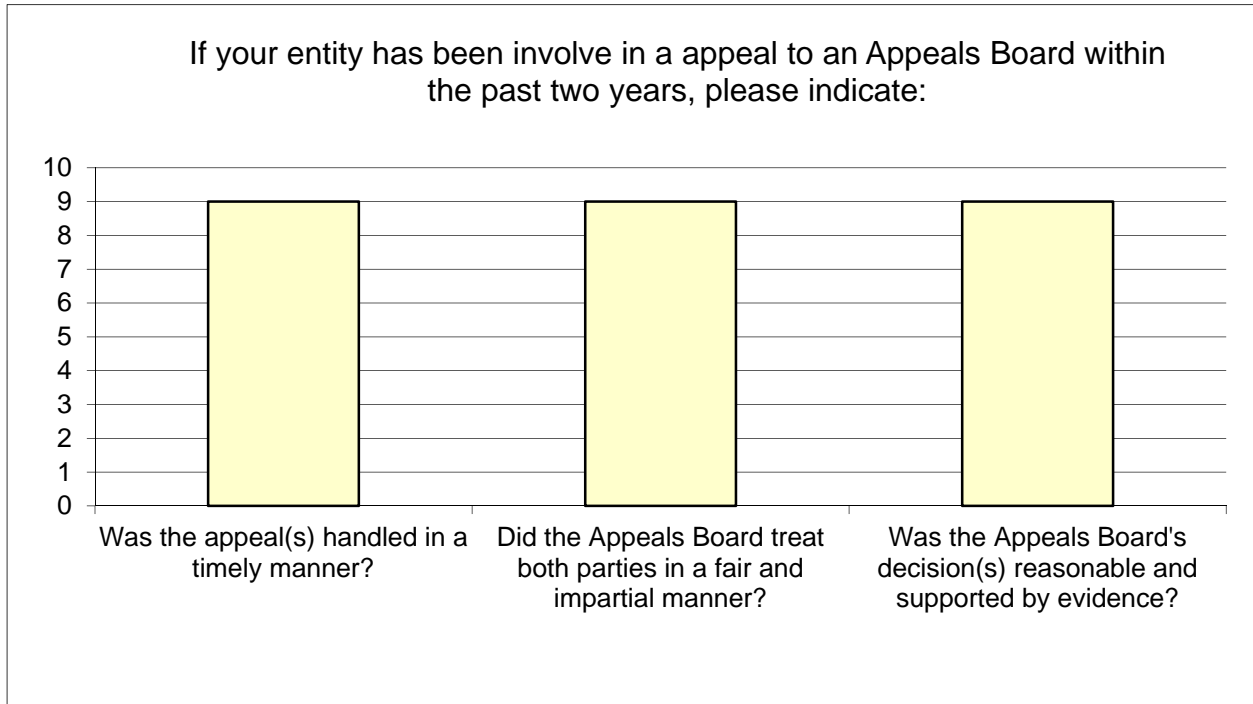 If your entity has been involve in a appeal to an Appeals Board within
the past two years, please indicate:
10
9
8
7
6
5
4
3
2
1
0
Was the appeal(s) handled in a
timely manner?
Did the Appeals Board treat
both parties in a fair and
impartial manner?
Was the Appeals Board's
decision(s) reasonable and
supported by evidence?